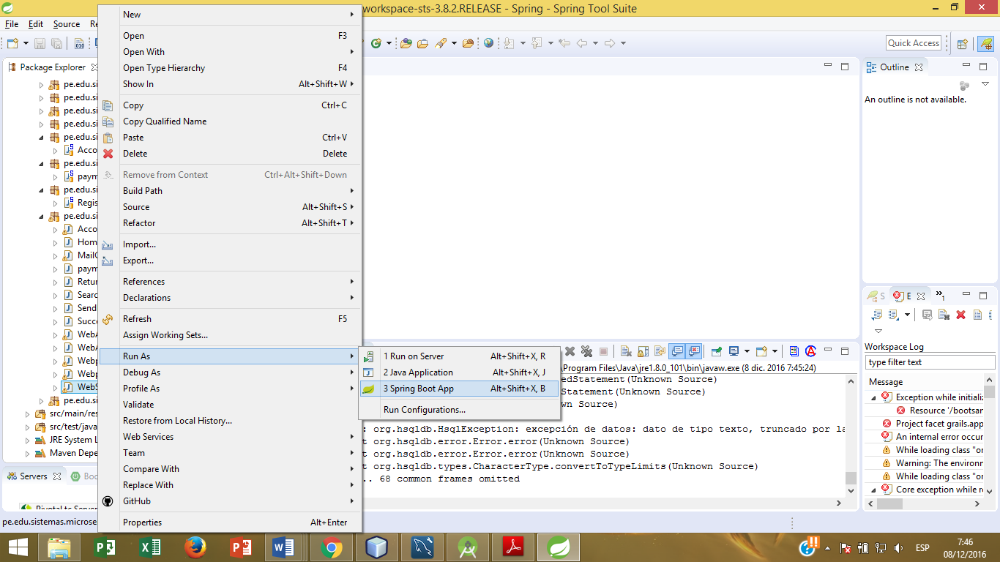 workspace-sts-3.8.2.RELEASE - Spring - Spring Tool Suite
File Edit Source Re
Quick Access
Package Explorer
pe.edu.si
pe.edu.si
pe.edu.si
pe.edu.si
pe.edu.si
Acco
pe.edu.si
paym
pe.edu.si
Regis
pe.edu.si
Acco
Hom
MailC
paym
Retur
Searc
Send
Succ
WebA
WebA
Webp
Webp
WebS
pe.edu.si
src/main/res
src/test/java
JRE System L
Maven Depe
Servers
Boo
Pivotal tc Server
pe.edu.sistemas.microse
New
Open F3
Open With
Open Type Hierarchy F4
Show In Alt+Shift+W
Copy Ctrl+C
Copy Qualified Name
Paste Ctrl+V
Delete Delete
Remove from Context Ctrl+Alt+Shift+Down
Build Path
Source Alt+Shift+S
Refactor Alt+Shift+T
Import...
Export...
References
Declarations
Refresh F5
Assign Working Sets...
Run As
Debug As
Profile As
Validate
Restore from Local History...
Web Services
Team
Compare With
Replace With
GitHub
Properties Alt+Enter
1 Run on Server Alt+Shift+X, R
2 Java Application Alt+Shift+X, J
3 Spring Boot App Alt+Shift+X, B
Run Configurations...
\Program Files\Java\jre1.8.0_101\bin\javaw.exe (8 dic. 2016 7:45:24)
edStatement(Unknown Source)
Statement(Unknown Source)
nown Source)
: org.hsqldb.HsqlException: excepción de datos: dato de tipo texto, truncado por la
t org.hsqldb.error.Error.error(Unknown Source)
t org.hsqldb.error.Error.error(Unknown Source)
t org.hsqldb.types.CharacterType.convertToTypeLimits(Unknown Source)
.. 68 common frames omitted
Outline
An outline is not available.
S E »1
Workspace Log
type filter text
Message
Exception while initializ
Resource '/bootsan
Project facet grails.app
An internal error occur
While loading class "or
Warning: The environn
While loading class "or
Core exception while r
ESP
7:46
08/12/2016